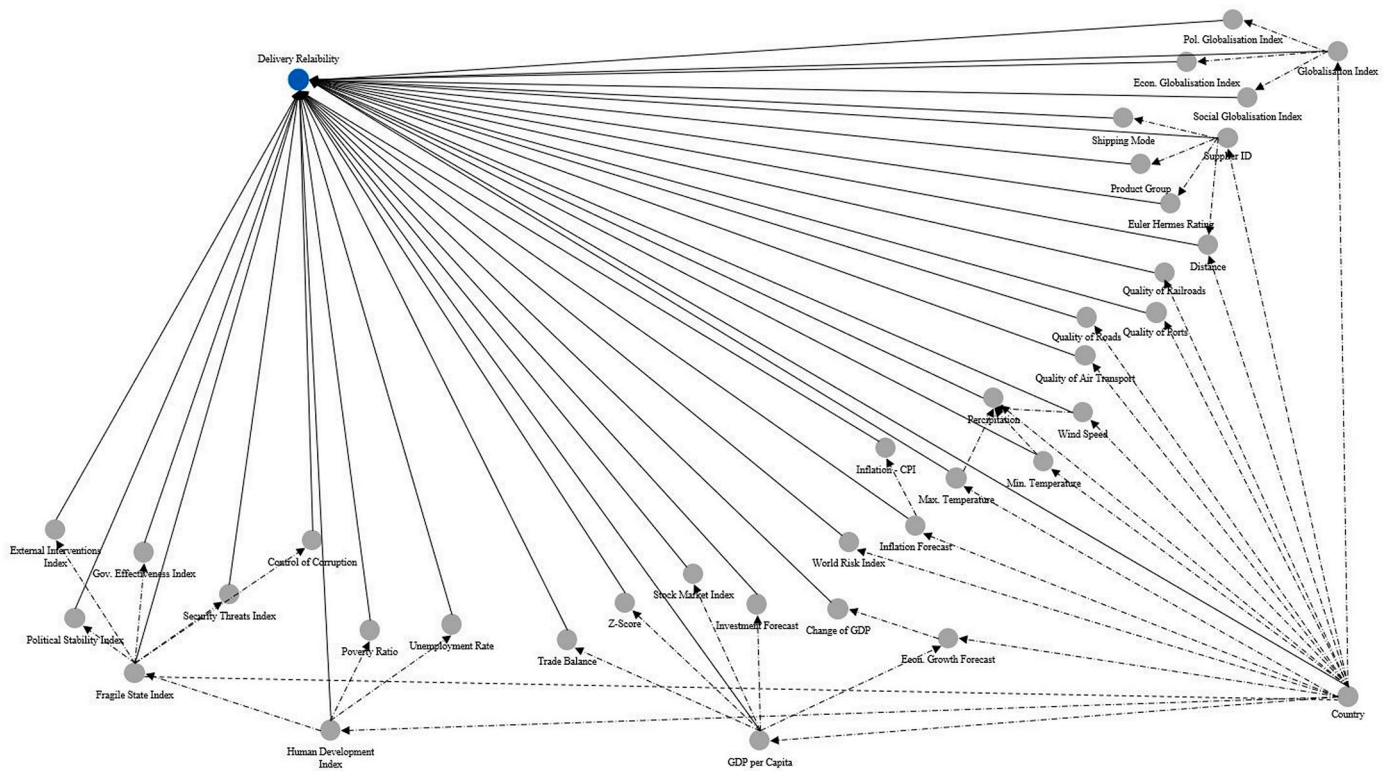 Delivery Relaibility
Pol. Globalisation Index
Globalisation Index
Econ. Globalisation Index
Social Globalisation Index
Shipping Mode
Supplier ID
Product Group
Euler Hermes Rating
Distance
Quality of Railroads
Quality of Ports
Quality of Roads
Quality of Air Transport
Percipitation
Wind Speed
Inflation - CPI
Min. Temperature
Max. Temperature
Inflation Forecast
World Risk Index
External Interventions
Index
Gov. Effectiveness Index
Control of Corruption
Security Threats Index
Political Stability Index
Poverty Ratio
Unemployment Rate
Trade Balance
Z-Score
Stock Market Index
Investment Forecast
Change of GDP
Econ. Growth Forecast
Fragile State Index
Human Development
Index
GDP per Capita
Country